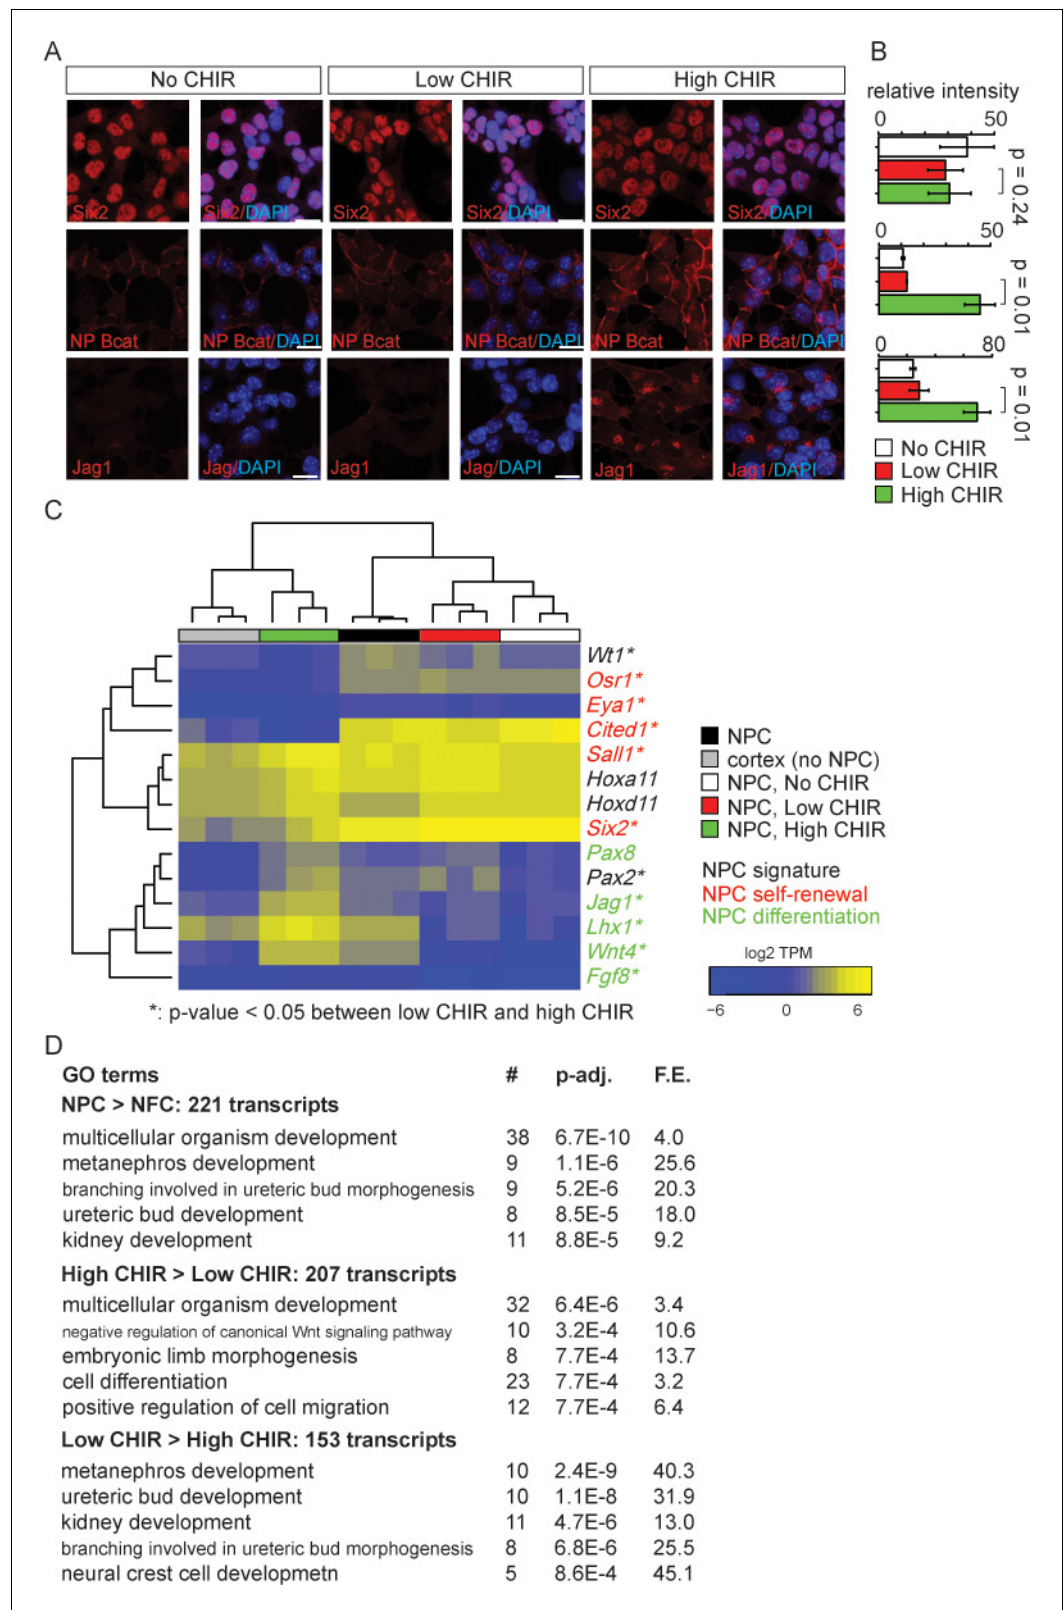 A
No CHIR
Low CHIR
High CHIR
Six2
Six2/DAPI
Six2
Six2/DAPI
Six2
Six2/DAPI
NP Bcat
NP Bcat/DAPI
NP Bcat
NP Bcat/DAPI
NP Bcat
NP Bcat/DAPI
Jag1
Jag/DAPI
Jag1
Jag/DAPI
Jag1
Jag1/DAPI
B
relative intensity
0 50
p = 0.24
0 50
p = 0.01
0 80
p = 0.01
No CHIR
Low CHIR
High CHIR
C
Wt1*
Osr1*
Eya1*
Cited1*
Sall1*
Hoxa11
Hoxd11
Six2*
Pax8
Pax2*
Jag1*
Lhx1*
Wnt4*
Fgf8*
NPC
cortex (no NPC)
NPC, No CHIR
NPC, Low CHIR
NPC, High CHIR
NPC signature
NPC self-renewal
NPC differentiation
log2 TPM
−6 0 6
*: p-value < 0.05 between low CHIR and high CHIR
D
GO terms # p-adj. F.E.
NPC > NFC: 221 transcripts
multicellular organism development 38 6.7E-10 4.0
metanephros development 9 1.1E-6 25.6
branching involved in ureteric bud morphogenesis 9 5.2E-6 20.3
ureteric bud development 8 8.5E-5 18.0
kidney development 11 8.8E-5 9.2
High CHIR > Low CHIR: 207 transcripts
multicellular organism development 32 6.4E-6 3.4
negative regulation of canonical Wnt signaling pathway 10 3.2E-4 10.6
embryonic limb morphogenesis 8 7.7E-4 13.7
cell differentiation 23 7.7E-4 3.2
positive regulation of cell migration 12 7.7E-4 6.4
Low CHIR > High CHIR: 153 transcripts
metanephros development 10 2.4E-9 40.3
ureteric bud development 10 1.1E-8 31.9
kidney development 11 4.7E-6 13.0
branching involved in ureteric bud morphogenesis 8 6.8E-6 25.5
neural crest cell developmetn 5 8.6E-4 45.1